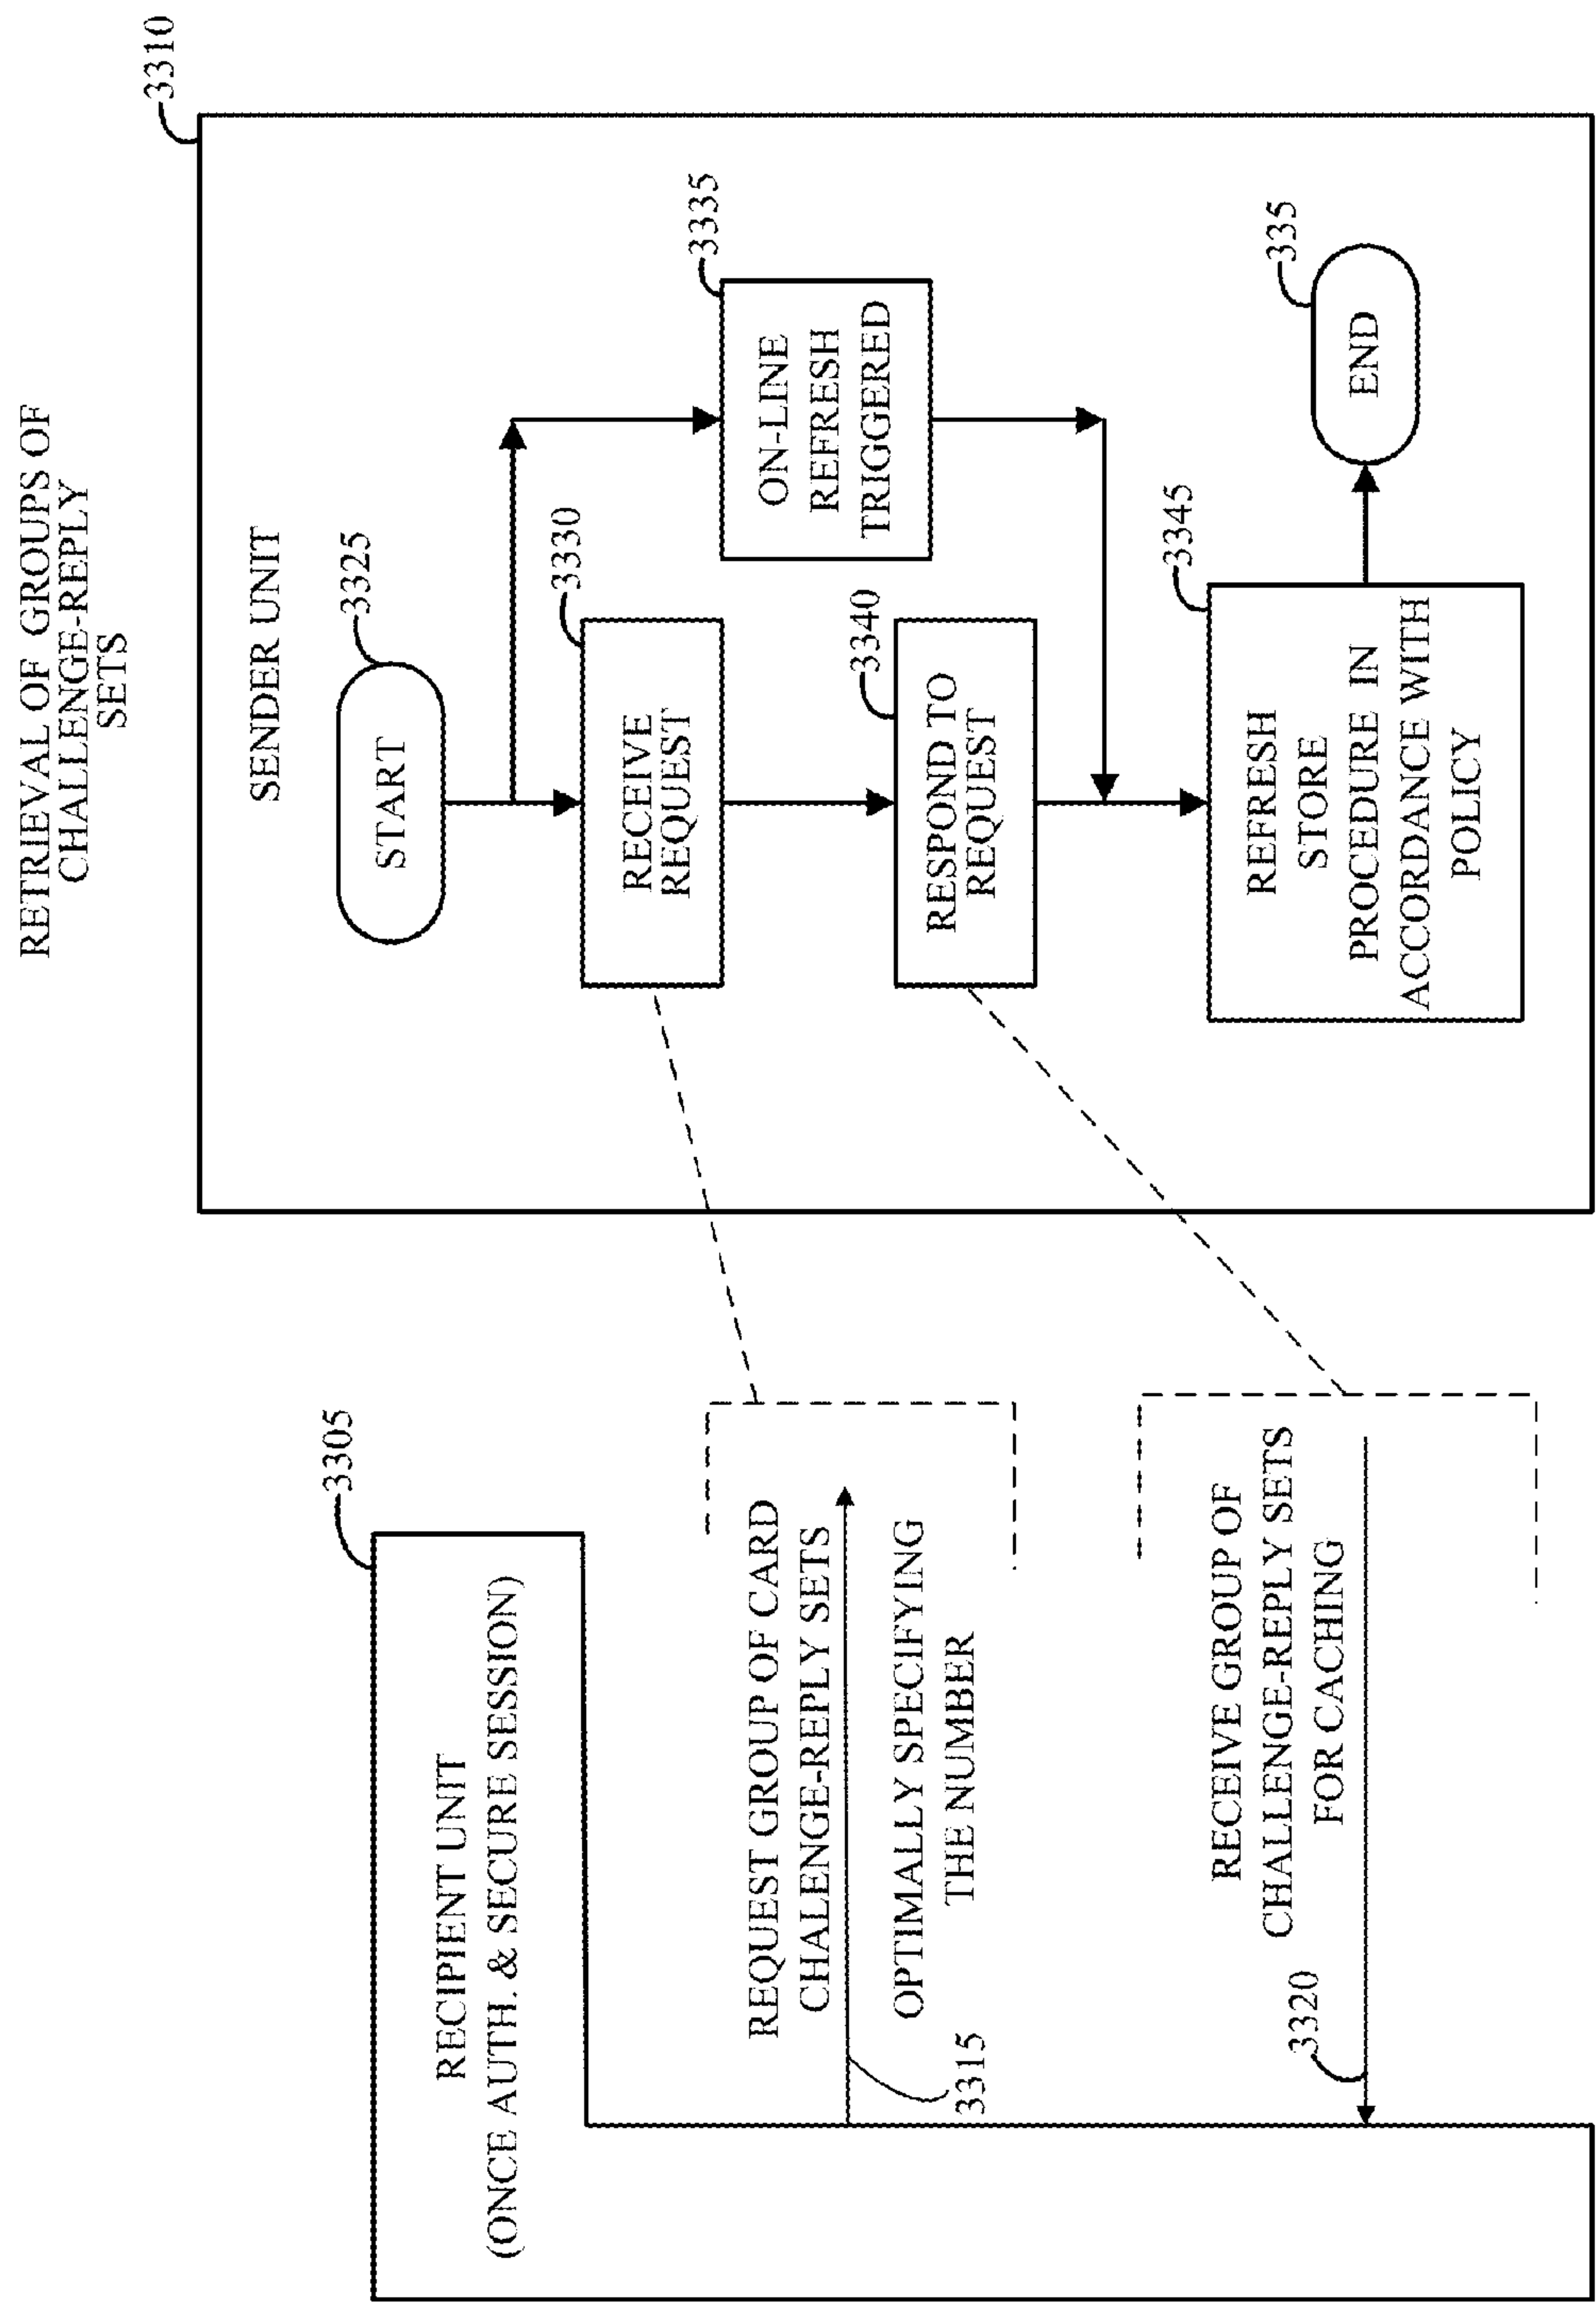 RETRIEVAL OF GROUPS OF
CHALLENGE-REPLY
SETS
3310
SENDER UNIT
3325
START
3330
RECEIVE
REQUEST
3335
ON-LINE
REFRESH
TRIGGERED
3340
RESPOND TO
REQUEST
3345
REFRESH
STORE
PROCEDURE IN
ACCORDANCE WITH
POLICY
335
END
3305
RECIPIENT UNIT
(ONCE AUTH. & SECURE SESSION)
REQUEST GROUP OF CARD
CHALENGE-REPLY SETS
OPTIMALLY SPECIFYING
THE NUMBER
3315
RECEIVE GROUP OF
CHALLENGE-REPLY SETS
FOR CACHING
3320